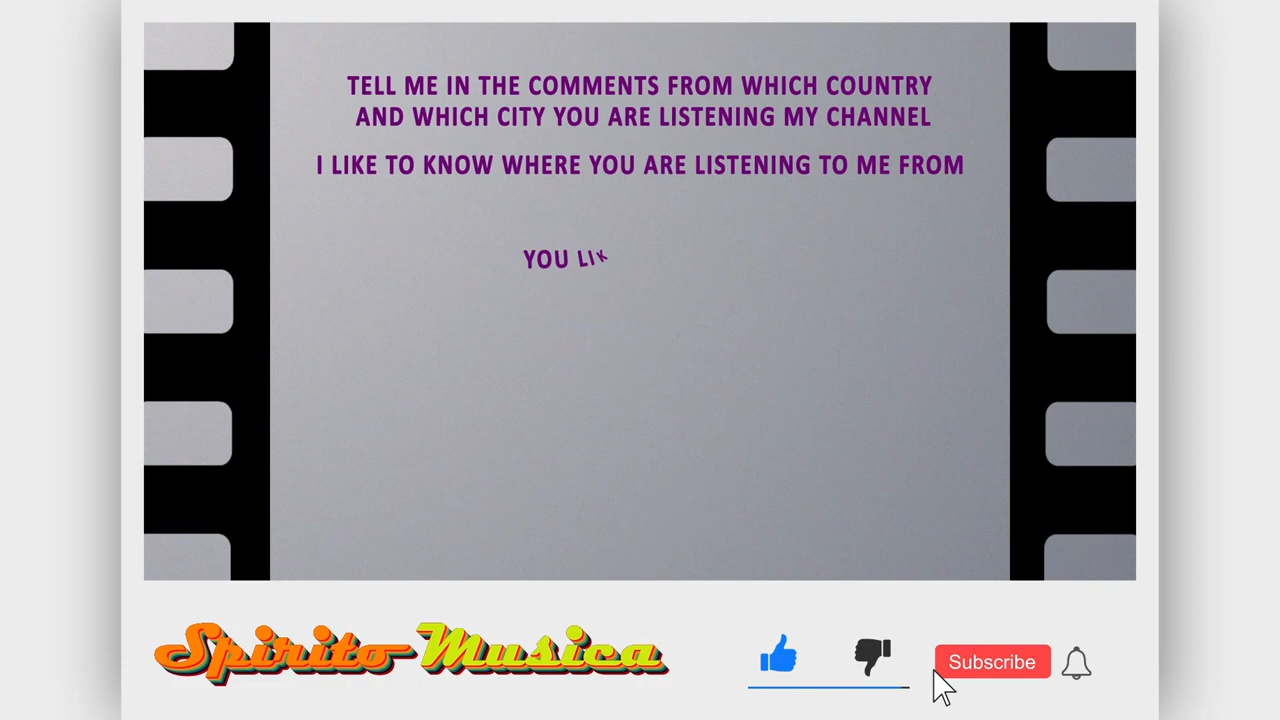 TELL ME IN THE COMMENTS FROM WHICH COUNTRY
AND WHICH CITY YOU ARE LISTENING MY CHANNEL
I LIKE TO KNOW WHERE YOU ARE LISTENING TO ME FROM
YOU LIK
Spirito Musica
Subscribe